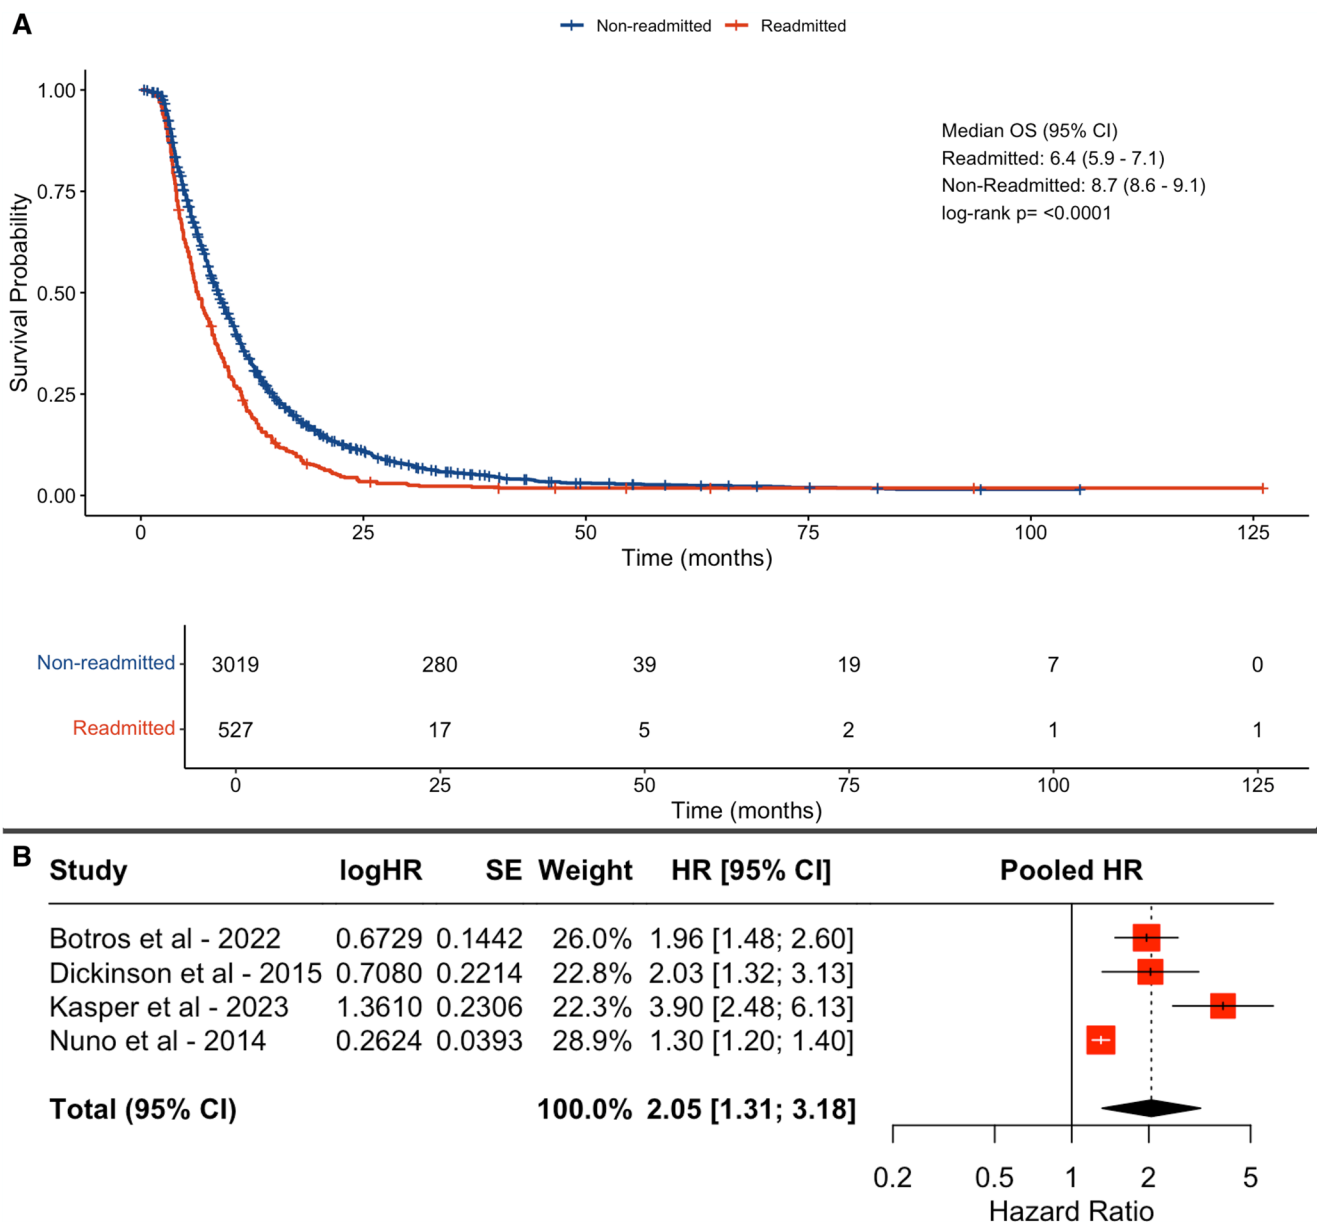 A
Non-readmitted Readmitted
1.00
0.75
0.50
0.25
0.00
Survival Probability
Median OS (95% CI)
Readmitted: 6.4 (5.9 - 7.1)
Non-Readmitted: 8.7 (8.6 - 9.1)
log-rank p= <0.0001
0 25 50 75 100 125
Time (months)
Non-readmitted 3019 280 39 19 7 0
Readmitted 527 17 5 2 1 1
0 25 50 75 100 125
Time (months)
B
Study logHR SE Weight HR [95% CI] Pooled HR
Botros et al - 2022 0.6729 0.1442 26.0% 1.96 [1.48; 2.60]
Dickinson et al - 2015 0.7080 0.2214 22.8% 2.03 [1.32; 3.13]
Kasper et al - 2023 1.3610 0.2306 22.3% 3.90 [2.48; 6.13]
Nuno et al - 2014 0.2624 0.0393 28.9% 1.30 [1.20; 1.40]
Total (95% CI) 100.0% 2.05 [1.31; 3.18]
0.2 0.5 1 2 5
Hazard Ratio